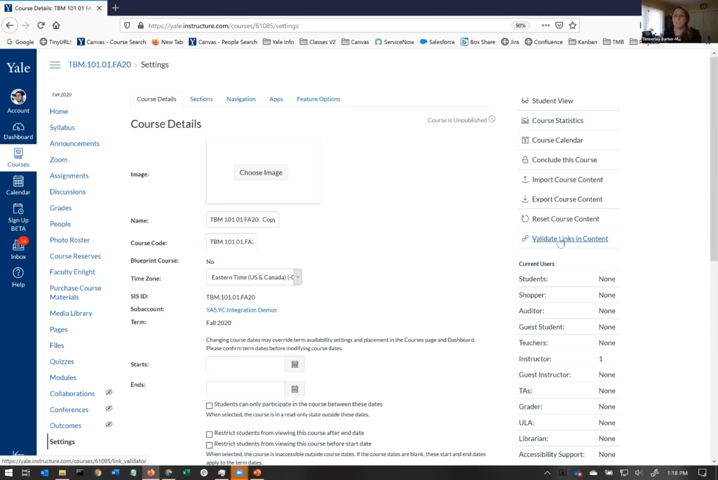 Course Details: TBM 101 01 FA20
https://yale.instructure.com/courses/61085/settings
90%
Google TinyURL! Canvas - Course Search New Tab Canvas - People Search Yale Info Classes V2 Canvas ServiceNow Salesforce Box Share Jira Confluence Kanban TMB
Yale
TBM.101.01.FA20 Settings
Account
Dashboard
Courses
Calendar
Sign Up
BETA
Inbox
Help
Fall 2020
Home
Syllabus
Announcements
Zoom
Assignments
Discussions
Grades
People
Photo Roster
Course Reserves
Faculty Enlight
Purchase Course
Materials
Media Library
Pages
Files
Quizzes
Modules
Collaborations
Conferences
Outcomes
Settings
Course Details Sections Navigation Apps Feature Options
Course Details
Course is Unpublished
Image:
Choose Image
Name:
TBM 101 01 FA20: Copy
Course Code:
TBM.101.01.FA2
Blueprint Course:
No
Time Zone:
Eastern Time (US & Canada)
SIS ID:
TBM.101.01.FA20
Subaccount:
YAS.YC.Integration Demos
Term:
Fall 2020
Changing course dates may override term availability settings and placement in the Courses page and Dashboard.
Please confirm term dates before modifying course dates.
Starts:
Ends:
Students can only participate in the course between these dates
When selected, the course is in a read-only state outside these dates.
Restrict students from viewing this course after end date
Restrict students from viewing this course before start date
When selected, the course is inaccessible outside course dates. If the course dates are blank, these start and end dates
apply to the term dates.
Student View
Course Statistics
Course Calendar
Conclude this Course
Import Course Content
Export Course Content
Reset Course Content
Validate Links in Content
Current Users
Students: None
Shopper: None
Auditor: None
Guest Student: None
Teachers: None
Instructor: 1
Guest Instructor: None
TAs: None
Grader: None
ULA: None
Librarian: None
Accessibility Support: None
https://yale.instructure.com/courses/61085/link_validator
1:18 PM